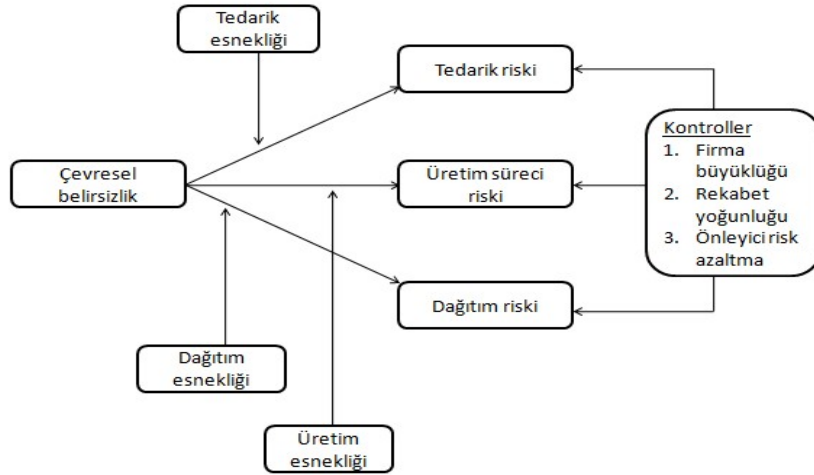 Tedarik
esnekliği
Tedarik riski
Kontroller
1. Firma
büyüklüğü
2. Rekabet
yoğunluğu
3. Önleyici risk
azaltma
Çevresel
belirsizlik
Üretim süreci
riski
Dağıtım riski
Dağıtım
esnekliği
Üretim
esnekliği